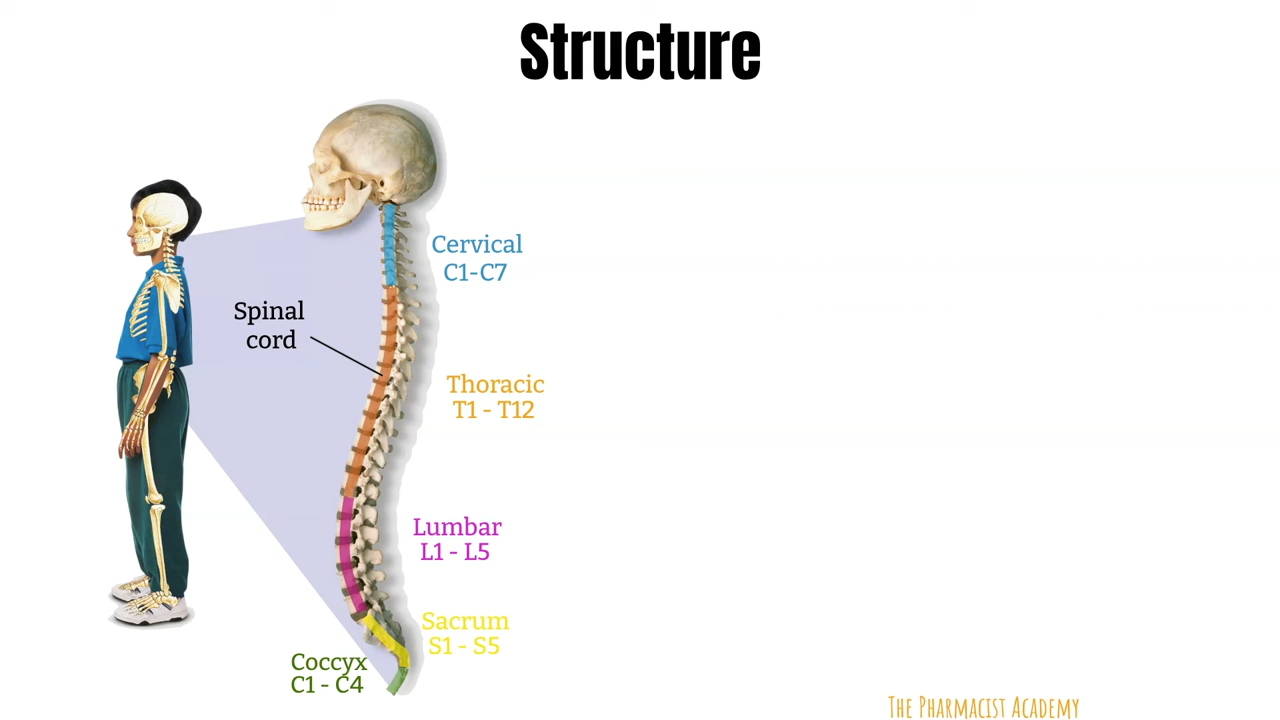 Structure
Cervical
C1-C7
Spinal
cord
Thoracic
T1 - T12
Lumbar
L1 - L5
Sacrum
S1 - S5
Coccyx
C1 - C4
The Pharmacist Academy